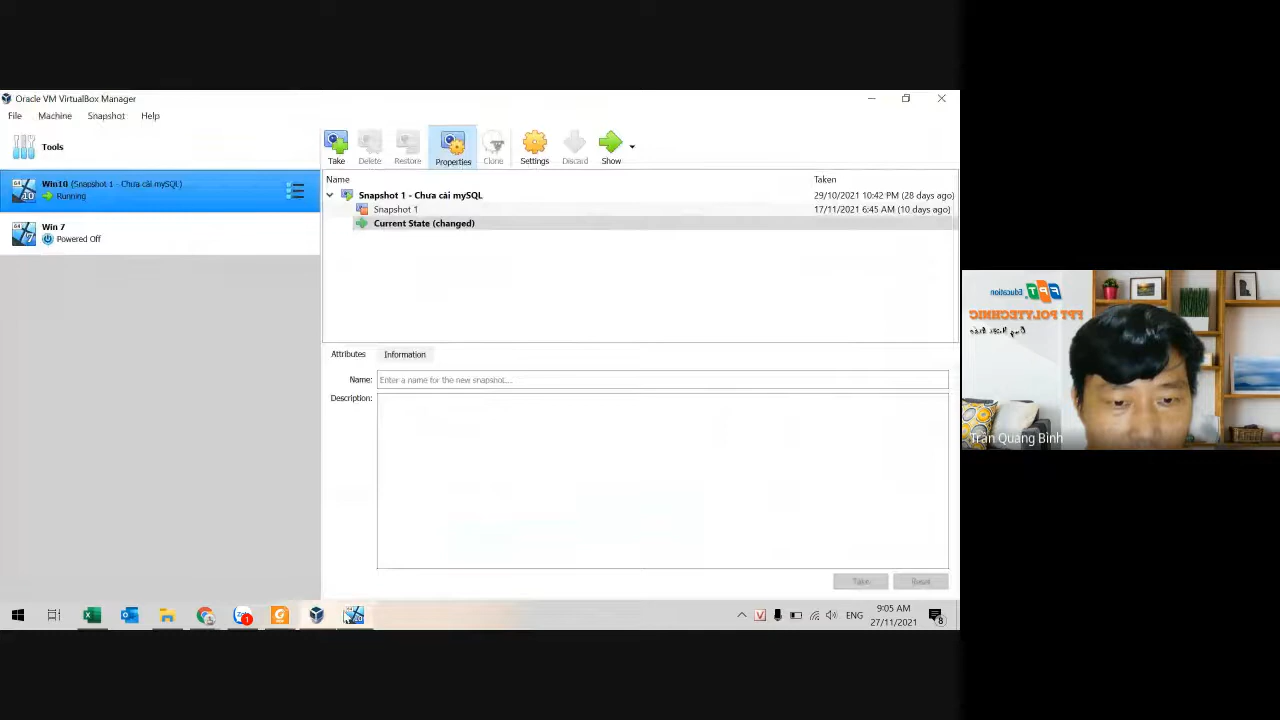 Oracle VM VirtualBox Manager
File Machine Snapshot Help
Tools
Win10 (Snapshot 1 - Chưa cài mySQL)
Running
Win 7
Powered Off
Take Delete Restore Properties Clone Settings Discard Show
Name Taken
Snapshot 1 - Chưa cài mySQL 29/10/2021 10:42 PM (28 days ago)
Snapshot 1 17/11/2021 6:45 AM (10 days ago)
Current State (changed)
Attributes Information
Name: Enter a name for the new snapshot...
Description:
Take Reset
ENG
9:05 AM
27/11/2021
8
FPT Education
FPT POLYTECHNIC
Trần Quang Bình